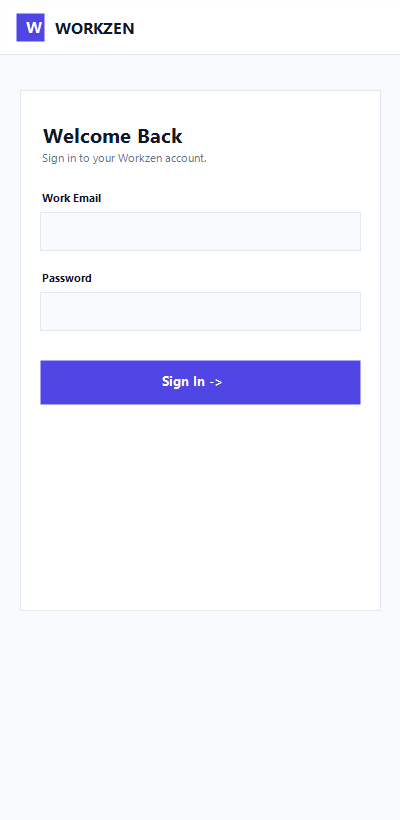 W WORKZEN
Welcome Back
Sign in to your Workzen account.
Work Email
Password
Sign In ->